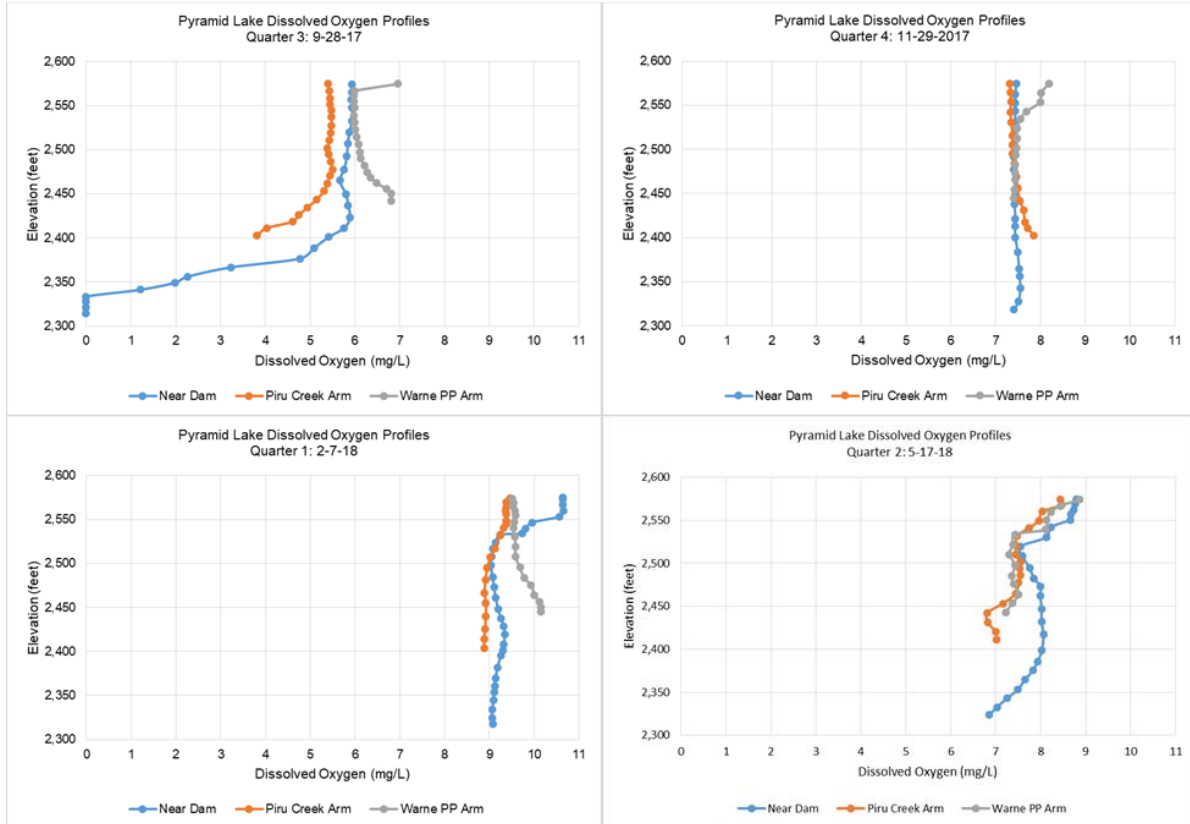 Pyramid Lake Dissolved Oxygen Profiles
Quarter 3: 9-28-17
2,600
2,550
2,500
2,450
2,400
2,350
2,300
Elevation (feet)
0 1 2 3 4 5 6 7 8 9 10 11
Dissolved Oxygen (mg/L)
Near Dam Piru Creek Arm Warne PP Arm
Pyramid Lake Dissolved Oxygen Profiles
Quarter 4: 11-29-2017
2,600
2,550
2,500
2,450
2,400
2,350
2,300
Elevation (feet)
0 1 2 3 4 5 6 7 8 9 10 11
Dissolved Oxygen (mg/L)
Near Dam Piru Creek Arm Warne PP Arm
Pyramid Lake Dissolved Oxygen Profiles
Quarter 1: 2-7-18
2,600
2,550
2,500
2,450
2,400
2,350
2,300
Elevation (feet)
0 1 2 3 4 5 6 7 8 9 10 11
Dissolved Oxygen (mg/L)
Near Dam Piru Creek Arm Warne PP Arm
Pyramid Lake Dissolved Oxygen Profiles
Quarter 2: 5-17-18
2,600
2,550
2,500
2,450
2,400
2,350
2,300
Elevation (feet)
0 1 2 3 4 5 6 7 8 9 10 11
Dissolved Oxygen (mg/L)
Near Dam Piru Creek Arm Warne PP Arm